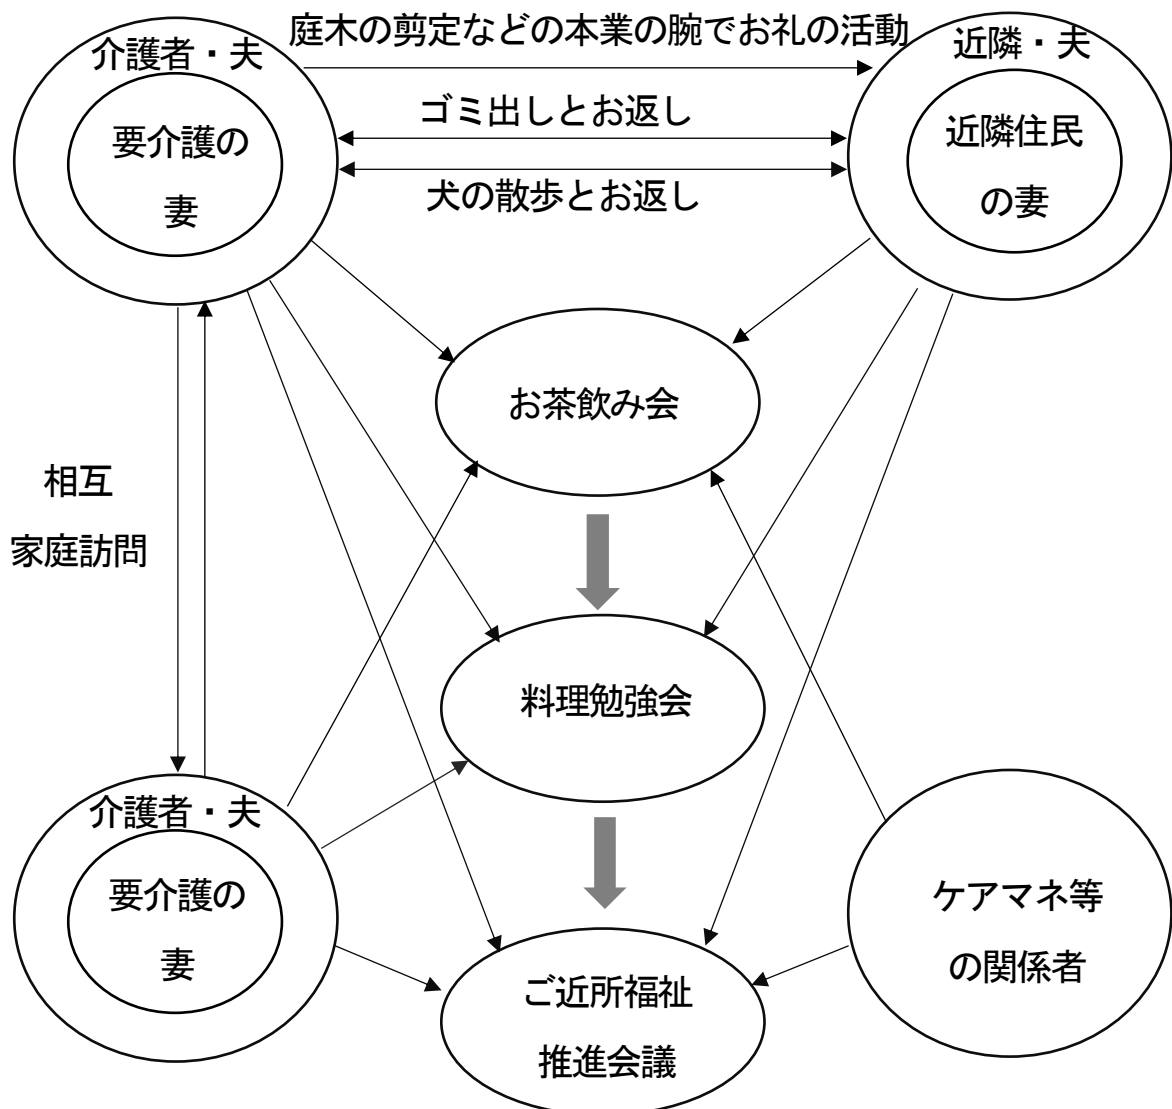 庭木の剪定などの本業の腕でお礼の活動
介護者・夫
要介護の
妻
近隣・夫
近隣住民
の妻
ゴミ出しとお返し
犬の散歩とお返し
お茶飲み会
相互
家庭訪問
料理勉強会
介護者・夫
要介護の
妻
ケアマネ等
の関係者
ご近所福祉
推進会議